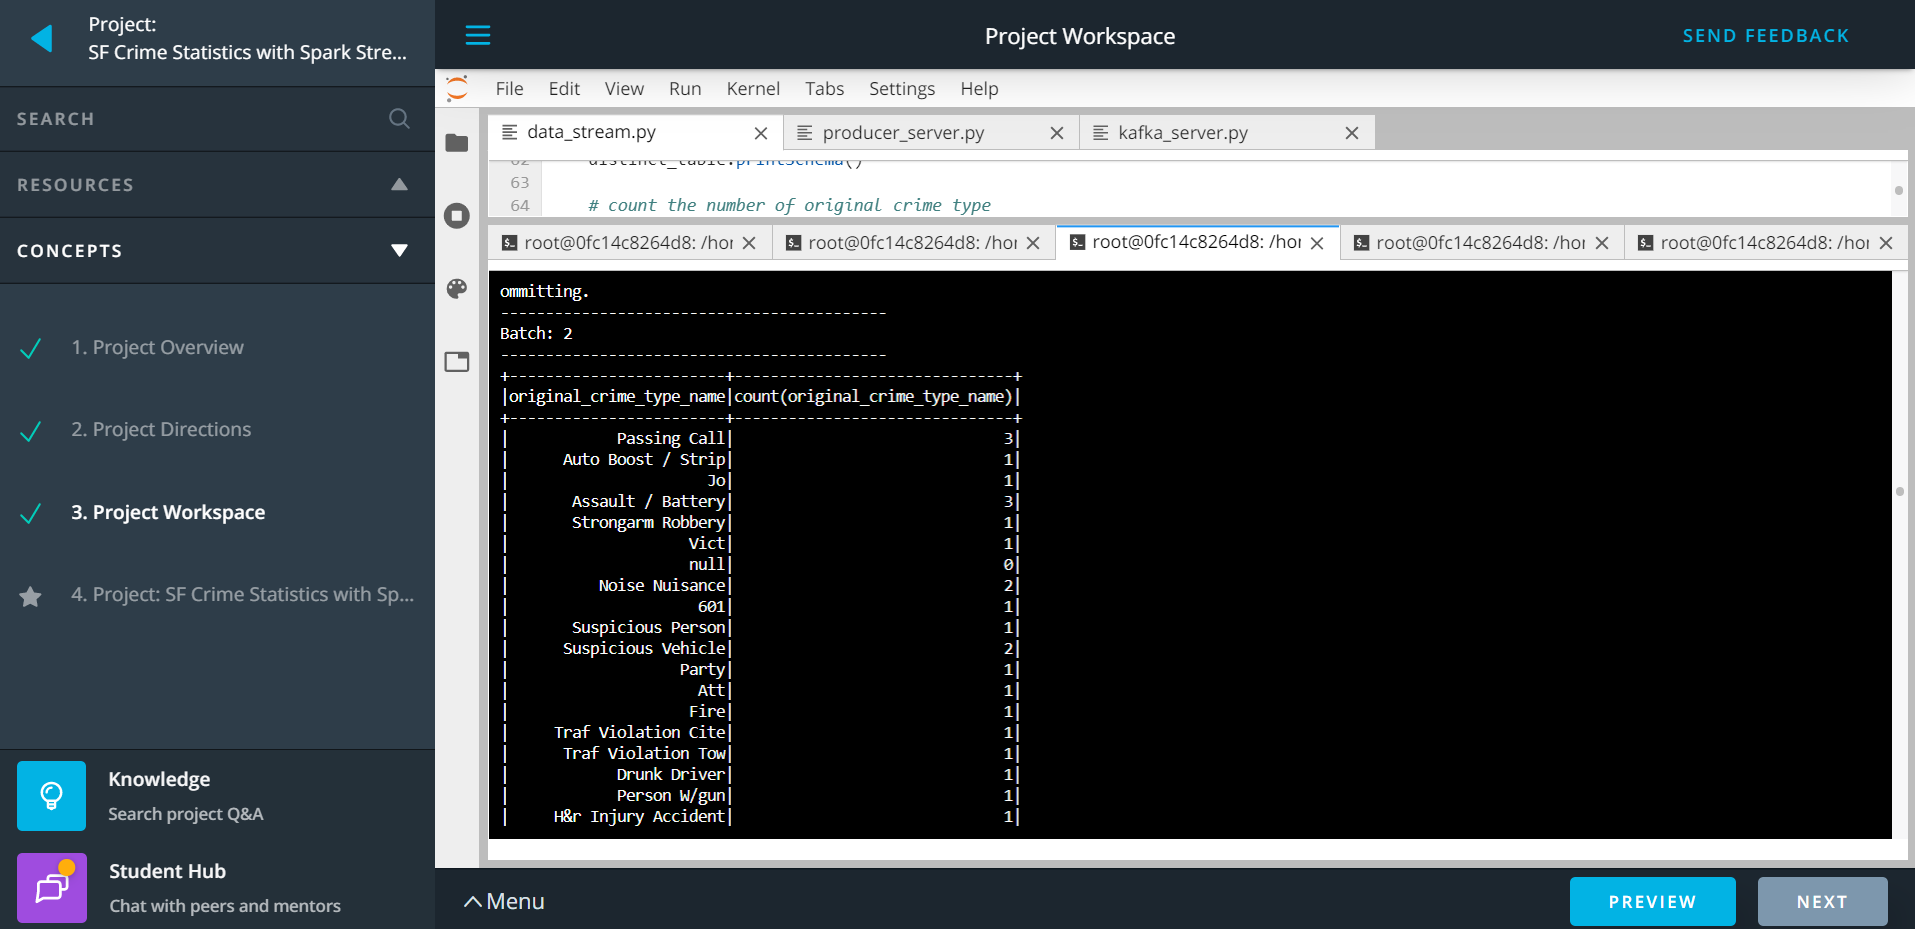 Project:
SF Crime Statistics with Spark Stre...
SEARCH
RESOURCES
CONCEPTS
1. Project Overview
2. Project Directions
3. Project Workspace
4. Project: SF Crime Statistics with Sp...
Knowledge
Search project Q&A
Student Hub
Chat with peers and mentors
Project Workspace
SEND FEEDBACK
File Edit View Run Kernel Tabs Settings Help
data_stream.py producer_server.py kafka_server.py
62 distinct_table.printSchema()
63
64 # count the number of original crime type
root@0fc14c8264d8: /hor root@0fc14c8264d8: /hor root@0fc14c8264d8: /hor root@0fc14c8264d8: /hor root@0fc14c8264d8: /hor
ommitting.
-------------------------------------------
Batch: 2
-------------------------------------------
+------------------------+-------------------------------+
|original_crime_type_name|count(original_crime_type_name)|
+------------------------+-------------------------------+
|            Passing Call|                              3|
|      Auto Boost / Strip|                              1|
|                      Jo|                              1|
|       Assault / Battery|                              3|
|       Strongarm Robbery|                              1|
|                    Vict|                              1|
|                    null|                              0|
|          Noise Nuisance|                              2|
|                     601|                              1|
|       Suspicious Person|                              1|
|      Suspicious Vehicle|                              2|
|                   Party|                              1|
|                     Att|                              1|
|                    Fire|                              1|
|     Traf Violation Cite|                              1|
|      Traf Violation Tow|                              1|
|            Drunk Driver|                              1|
|            Person W/gun|                              1|
|     H&r Injury Accident|                              1|
Menu
PREVIEW
NEXT